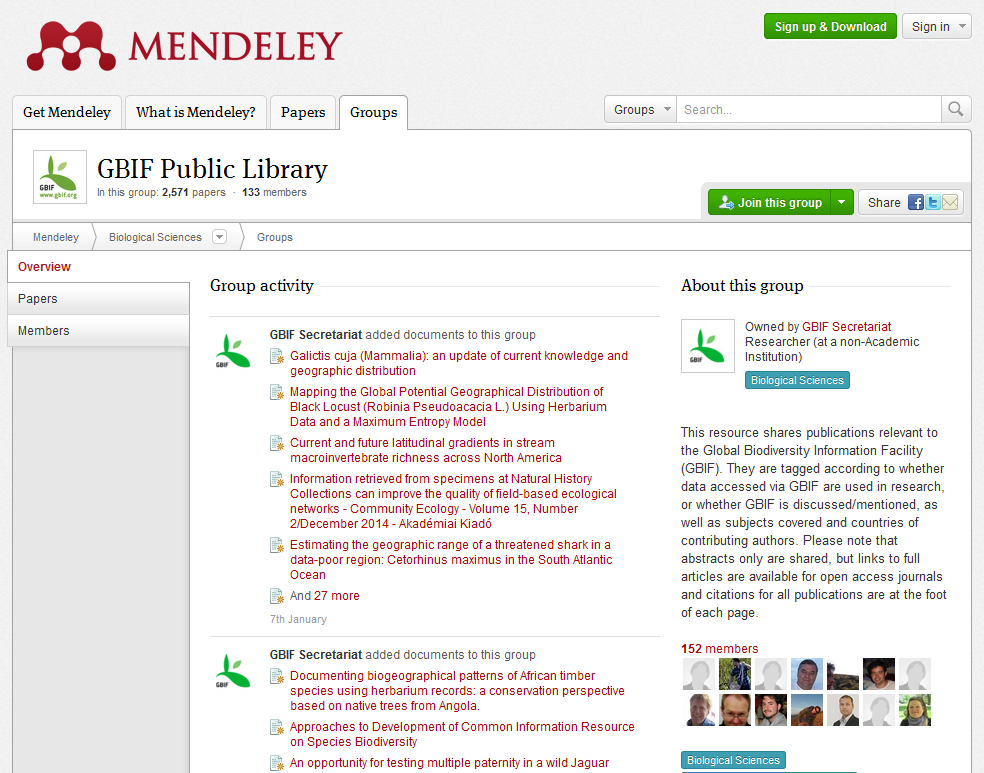 MENDELEY
Sign up & Download
Sign in
Get Mendeley
What is Mendeley?
Papers
Groups
Groups
Search...
GBIF
www.gbif.org
GBIF Public Library
In this group: 2,571 papers · 133 members
Join this group
Share
Mendeley
Biological Sciences
Groups
Overview
Papers
Members
Group activity
GBIF
GBIF Secretariat added documents to this group
Galictis cuja (Mammalia): an update of current knowledge and
geographic distribution
Mapping the Global Potential Geographical Distribution of
Black Locust (Robinia Pseudoacacia L.) Using Herbarium
Data and a Maximum Entropy Model
Current and future latitudinal gradients in stream
macroinvertebrate richness across North America
Information retrieved from specimens at Natural History
Collections can improve the quality of field-based ecological
networks - Community Ecology - Volume 15, Number
2/December 2014 - Akadémiai Kiadó
Estimating the geographic range of a threatened shark in a
data-poor region: Cetorhinus maximus in the South Atlantic
Ocean
And 27 more
7th January
GBIF
GBIF Secretariat added documents to this group
Documenting biogeographical patterns of African timber
species using herbarium records: a conservation perspective
based on native trees from Angola.
Approaches to Development of Common Information Resource
on Species Biodiversity
An opportunity for testing multiple paternity in a wild Jaguar
About this group
GBIF
Owned by GBIF Secretariat
Researcher (at a non-Academic
Institution)
Biological Sciences
This resource shares publications relevant to
the Global Biodiversity Information Facility
(GBIF). They are tagged according to whether
data accessed via GBIF are used in research,
or whether GBIF is discussed/mentioned, as
well as subjects covered and countries of
contributing authors. Please note that
abstracts only are shared, but links to full
articles are available for open access journals
and citations for all publications are at the foot
of each page.
152 members
Biological Sciences